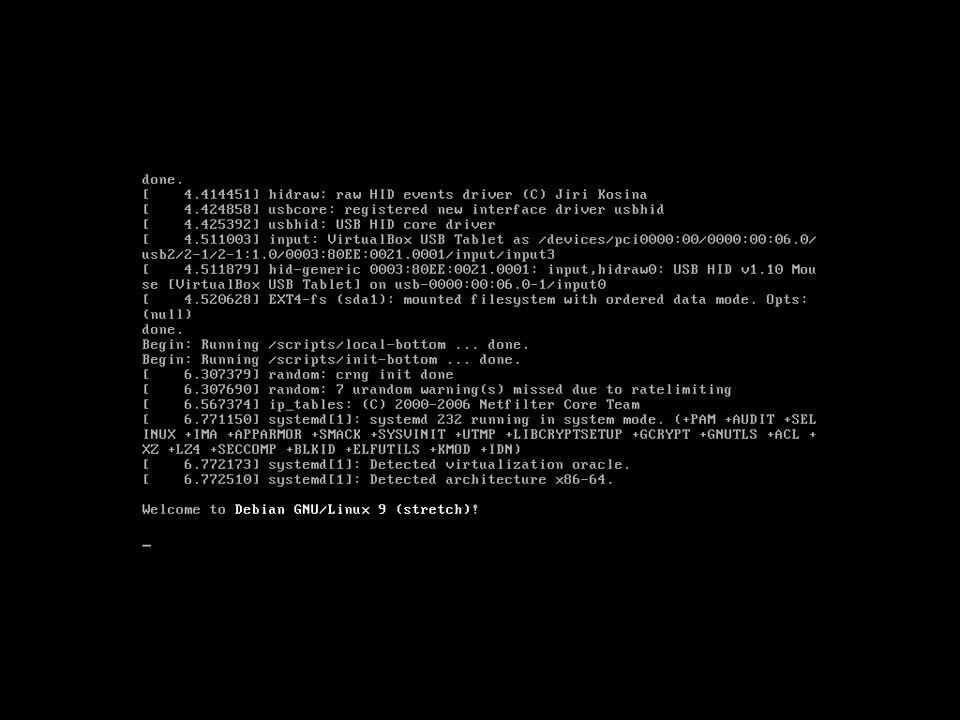 done.
[    4.414451] hidraw: raw HID events driver (C) Jiri Kosina
[    4.424858] usbcore: registered new interface driver usbhid
[    4.425392] usbhid: USB HID core driver
[    4.511003] input: VirtualBox USB Tablet as /devices/pci0000:00/0000:00:06.0/
usb2/2-1/2-1:1.0/0003:80EE:0021.0001/input/input3
[    4.511879] hid-generic 0003:80EE:0021.0001: input,hidraw0: USB HID v1.10 Mou
se [VirtualBox USB Tablet] on usb-0000:00:06.0-1/input0
[    4.520628] EXT4-fs (sda1): mounted filesystem with ordered data mode. Opts:
(null)
done.
Begin: Running /scripts/local-bottom ... done.
Begin: Running /scripts/init-bottom ... done.
[    6.307379] random: crng init done
[    6.307690] random: 7 urandom warning(s) missed due to ratelimiting
[    6.567374] ip_tables: (C) 2000-2006 Netfilter Core Team
[    6.771150] systemd[1]: systemd 232 running in system mode. (+PAM +AUDIT +SEL
INUX +IMA +APPARMOR +SMACK +SYSVINIT +UTMP +LIBCRYPTSETUP +GCRYPT +GNUTLS +ACL +
XZ +LZ4 +SECCOMP +BLKID +ELFUTILS +KMOD +IDN)
[    6.772173] systemd[1]: Detected virtualization oracle.
[    6.772510] systemd[1]: Detected architecture x86-64.
Welcome to Debian GNU/Linux 9 (stretch)!